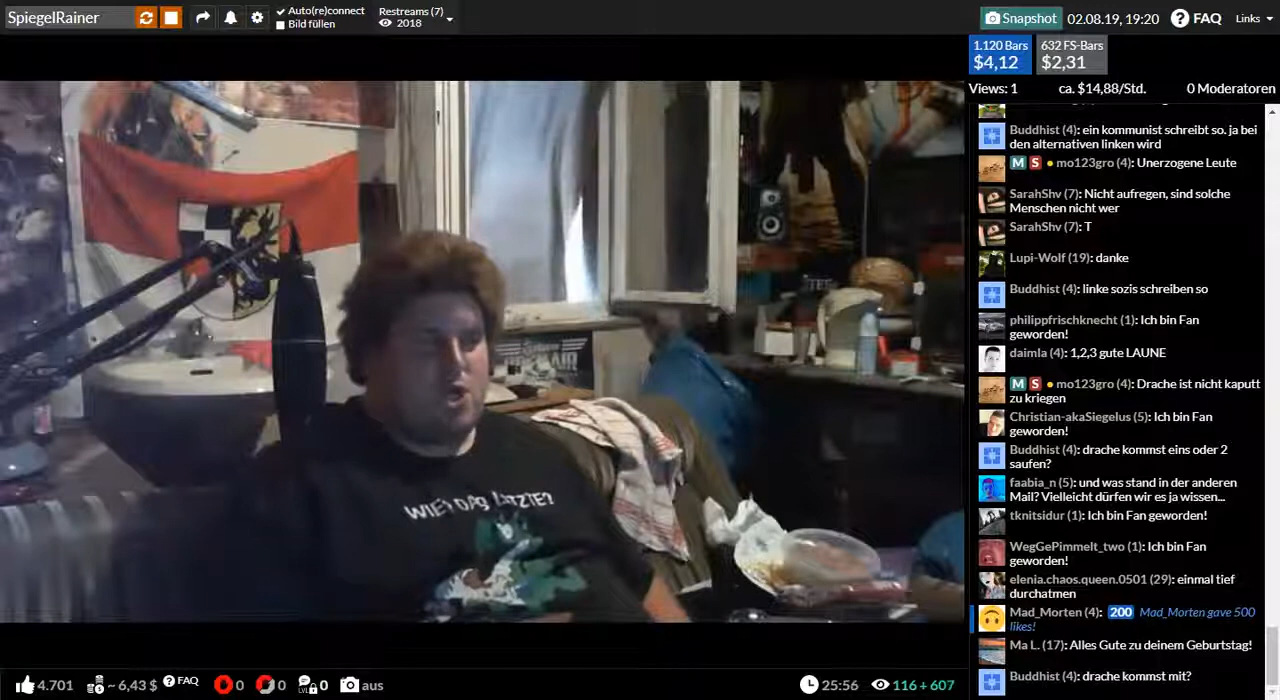 SpiegelRainer
Auto(re)connect
Bild füllen
Restreams (7)
2018
Snapshot
02.08.19, 19:20
FAQ
Links
1.120 Bars
$4,12
632 FS-Bars
$2,31
Views: 1
ca. $14,88/Std.
0 Moderatoren
Buddhist (4): ein kommunist schreibt so. ja bei
den alternativen linken wird
M S mo123gro (4): Unerzogene Leute
SarahShv (7): Nicht aufregen, sind solche
Menschen nicht wer
SarahShv (7): T
Lupi-Wolf (19): danke
Buddhist (4): linke sozis schreiben so
philippfrischknecht (1): Ich bin Fan
geworden!
daimla (4): 1,2,3 gute LAUNE
M S mo123gro (4): Drache ist nicht kaputt
zu kriegen
Christian-akaSiegelus (5): Ich bin Fan
geworden!
Buddhist (4): drache kommst eins oder 2
saufen?
faabia_n (5): und was stand in der anderen
Mail? Vielleicht dürfen wir es ja wissen...
tknitsidur (1): Ich bin Fan geworden!
WegGePimmelt_two (1): Ich bin Fan
geworden!
elenia.chaos.queen.0501 (29): einmal tief
durchatmen
Mad_Morten (4): 200 Mad_Morten gave 500
likes!
Ma L. (17): Alles Gute zu deinem Geburtstag!
Buddhist (4): drache kommst mit?
WIE? DAS LETZTE?
4.701
6,43 $
FAQ
0
0
LVL
0
aus
25:56
116 + 607